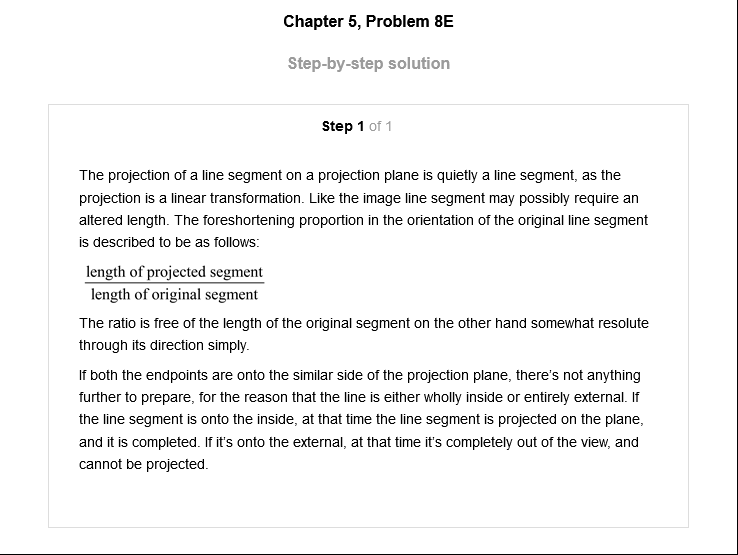 Chapter 5, Problem 8E
Step-by-step solution
Step 1 of 1
The projection of a line segment on a projection plane is quietly a line segment, as the
projection is a linear transformation. Like the image line segment may possibly require an
altered length. The foreshortening proportion in the orientation of the original line segment
is described to be as follows:
length of projected segment
length of original segment
The ratio is free of the length of the original segment on the other hand somewhat resolute
through its direction simply.
If both the endpoints are onto the similar side of the projection plane, there's not anything
further to prepare, for the reason that the line is either wholly inside or entirely external. If
the line segment is onto the inside, at that time the line segment is projected on the plane,
and it is completed. If it's onto the external, at that time it's completely out of the view, and
cannot be projected.